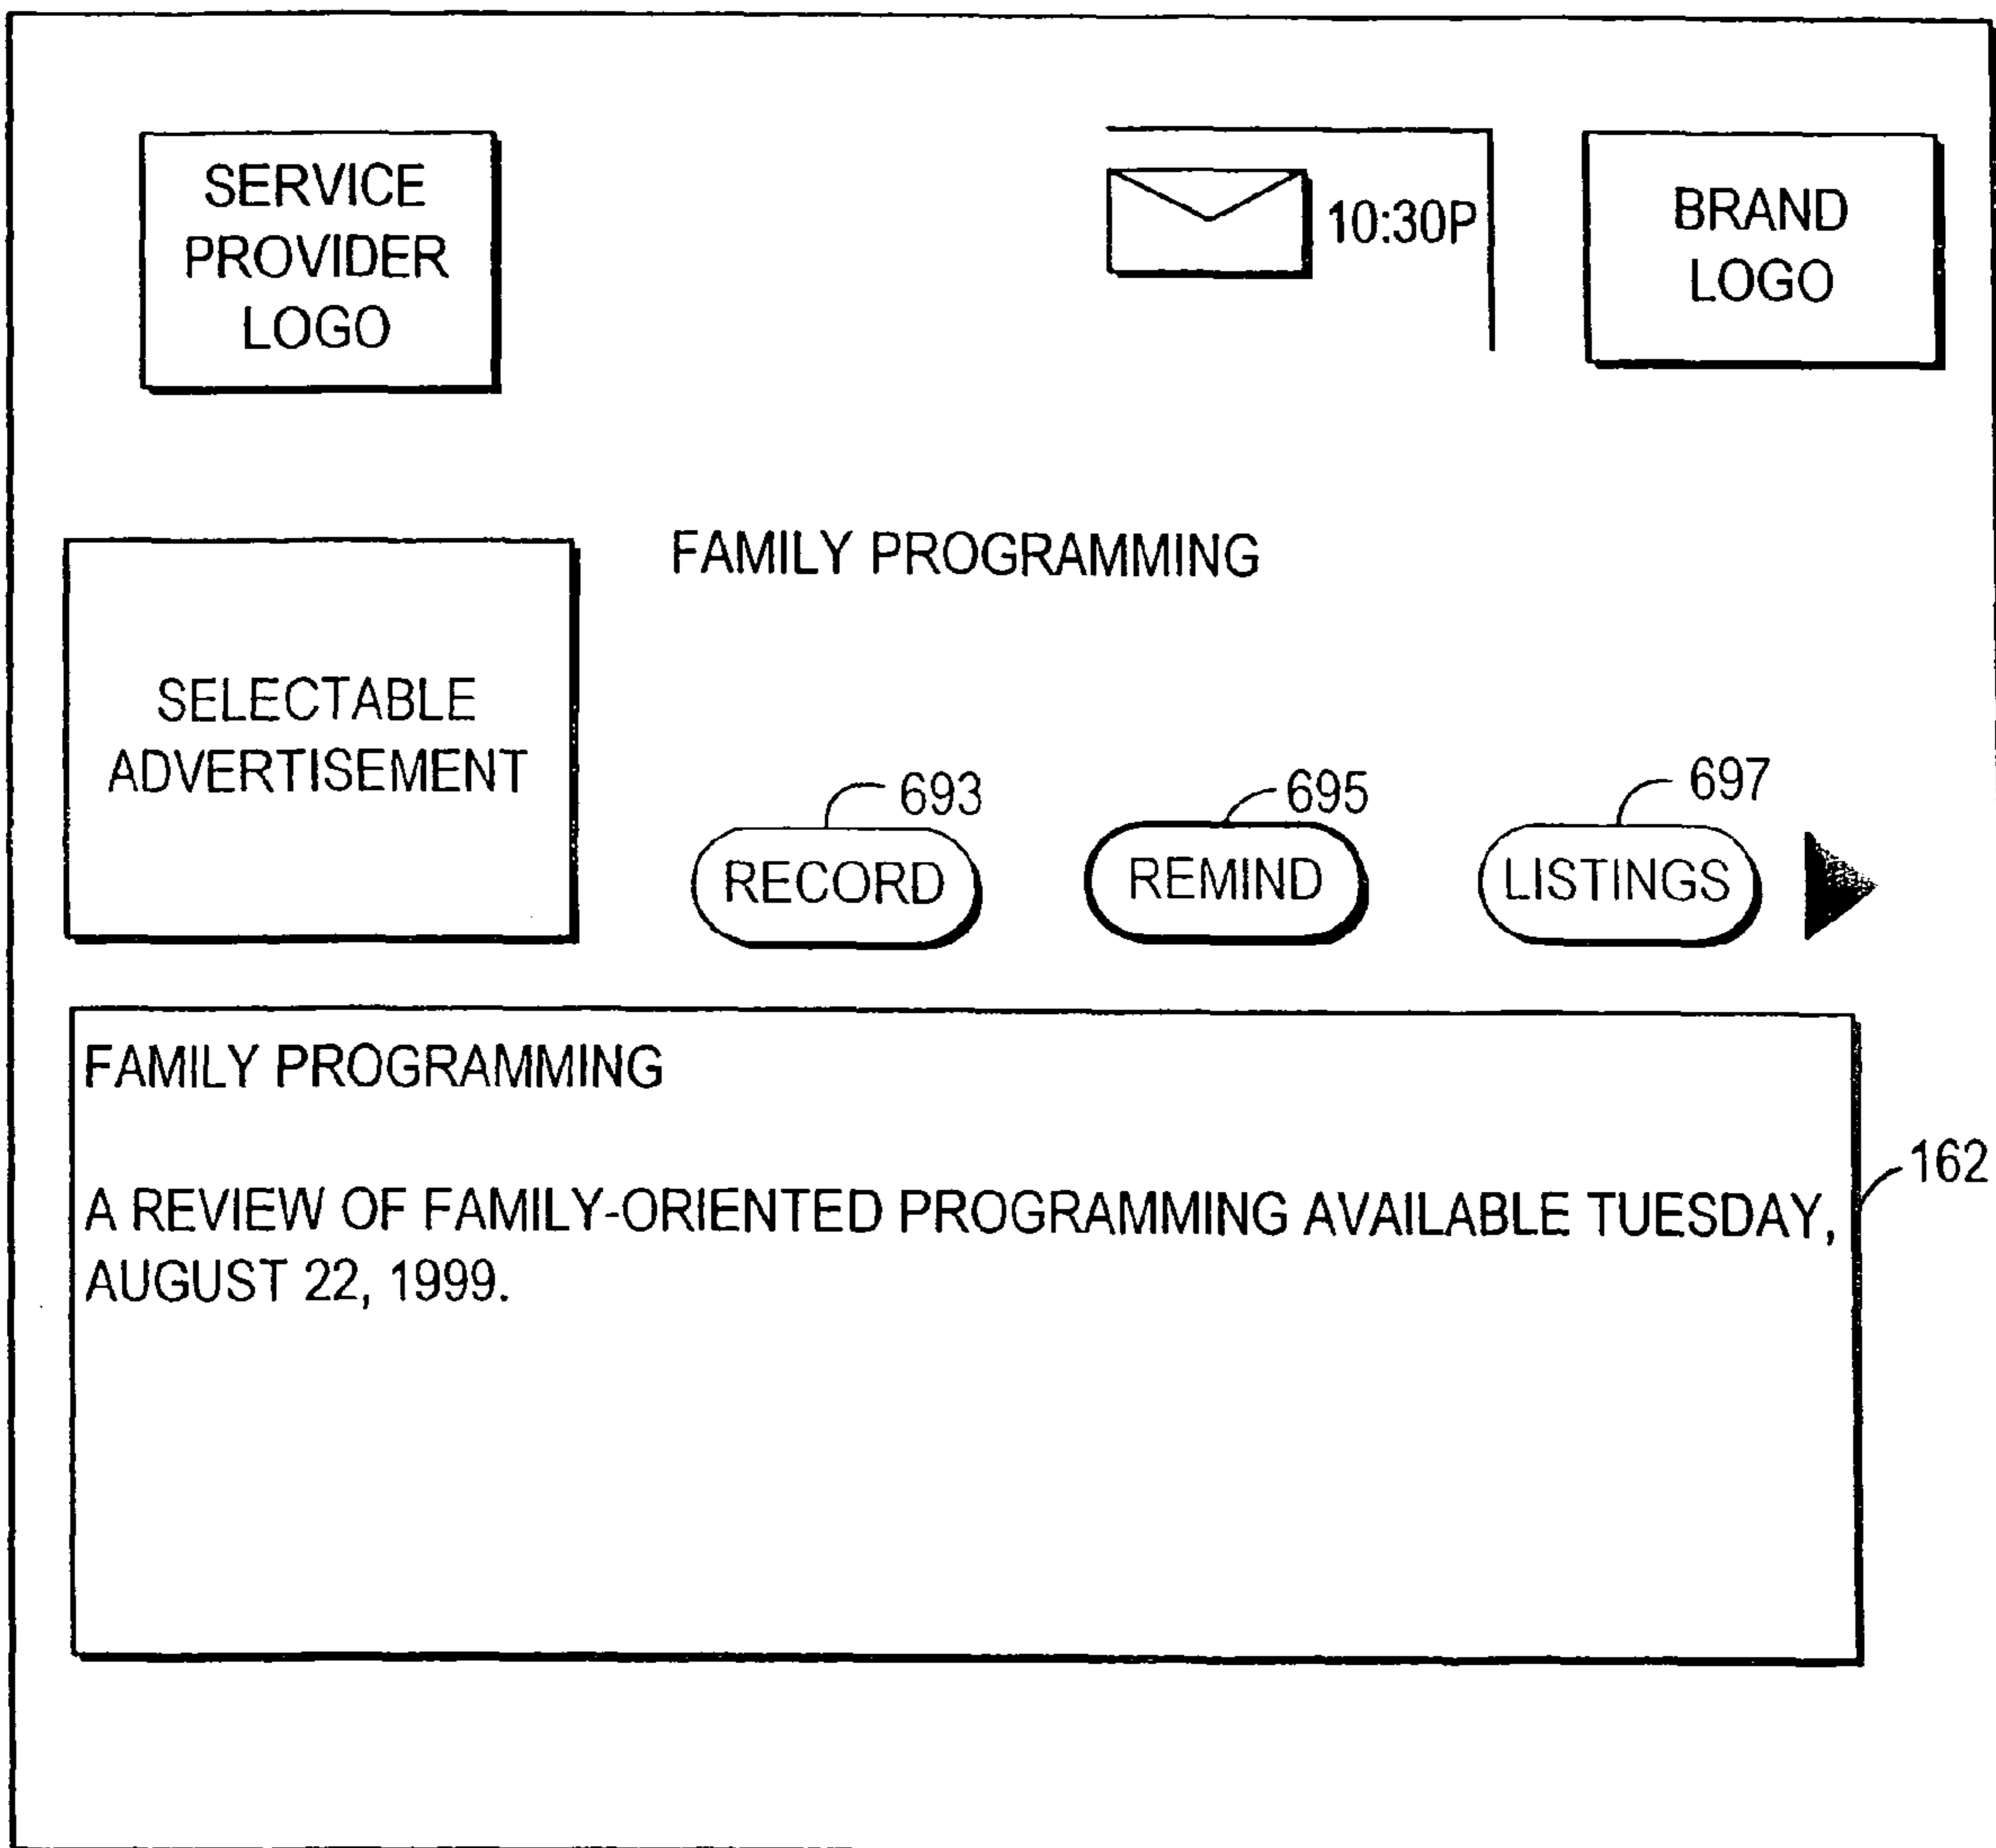 SERVICE
PROVIDER
LOGO
10:30P
BRAND
LOGO
FAMILY PROGRAMMING
SELECTABLE
ADVERTISEMENT
693
695
697
RECORD
REMIND
LISTINGS
FAMILY PROGRAMMING
A REVIEW OF FAMILY-ORIENTED PROGRAMMING AVAILABLE TUESDAY,
AUGUST 22, 1999.
162